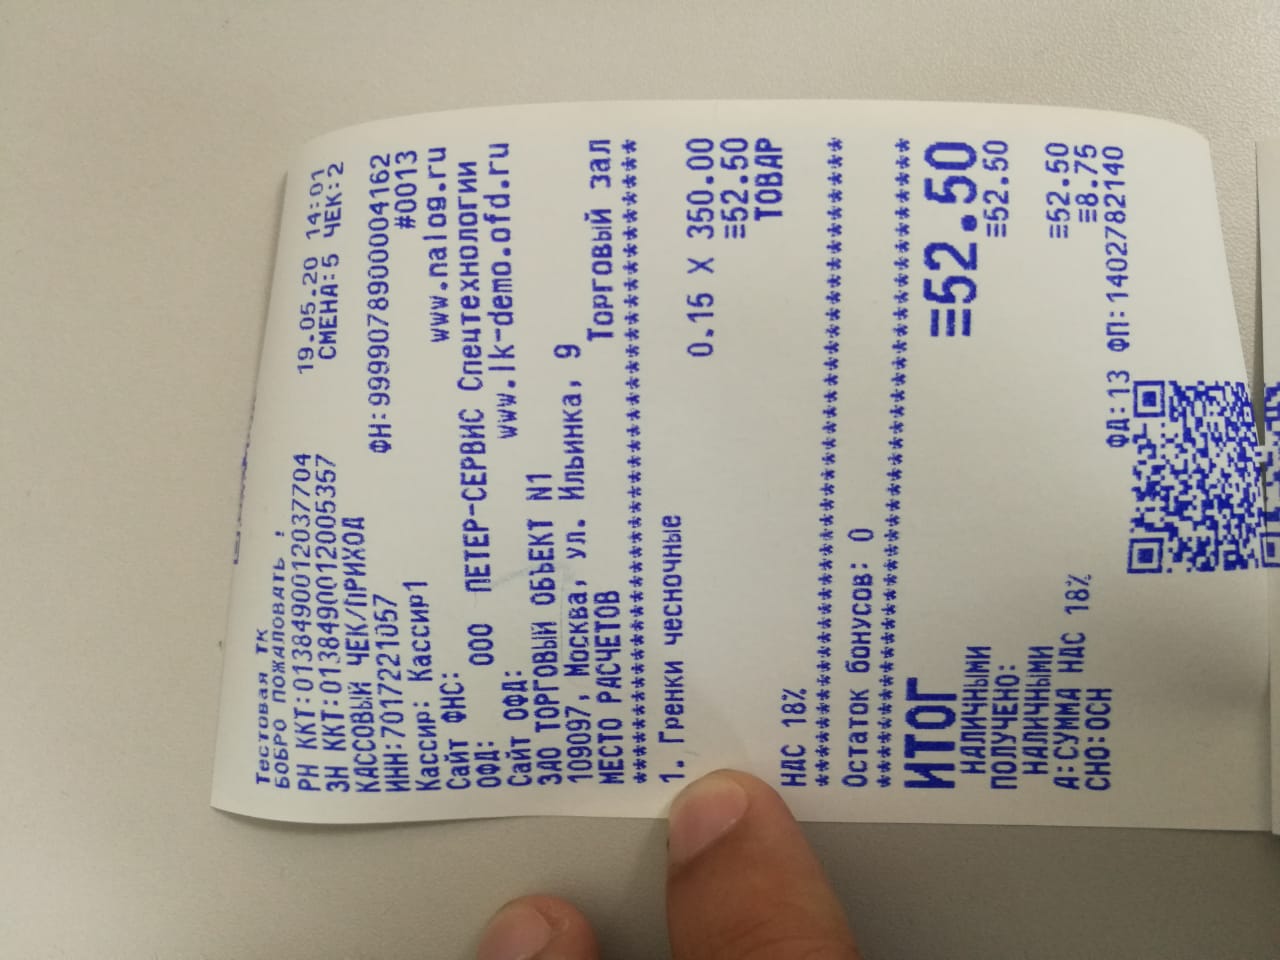 Тестовая ТК
БОБРО ПОЖАЛОВАТЬ !
РН ККТ:0138490012037704 19.05.20 14:01
ЗН ККТ:0138490012005357 СМЕНА:5 ЧЕК:2
КАССОВЫЙ ЧЕК/ПРИХОД
ИНН:7017221057 ФН:9999078900004162
Кассир: Кассир1 #0013
Сайт ФНС: www.nalog.ru
ОФД: ООО ПЕТЕР-СЕРВИС Спецтехнологии
Сайт ОФД: www.lk-demo.ofd.ru
ЗАО ТОРГОВЫЙ ОБЪЕКТ N1
109097, Москва, ул. Ильинка, 9
МЕСТО РАСЧЕТОВ Торговый зал
******************************************
1. Гренки чесночные
0.15 X 350.00
≡52.50
ТОВАР
НДС 18%
******************************************
Остаток бонусов: 0
******************************************
ИТОГ ≡52.50
НАЛИЧНЫМИ ≡52.50
ПОЛУЧЕНО:
НАЛИЧНЫМИ ≡52.50
А:СУММА НДС 18% ≡8.75
СНО:ОСН ФД:13 ФП:1402782140